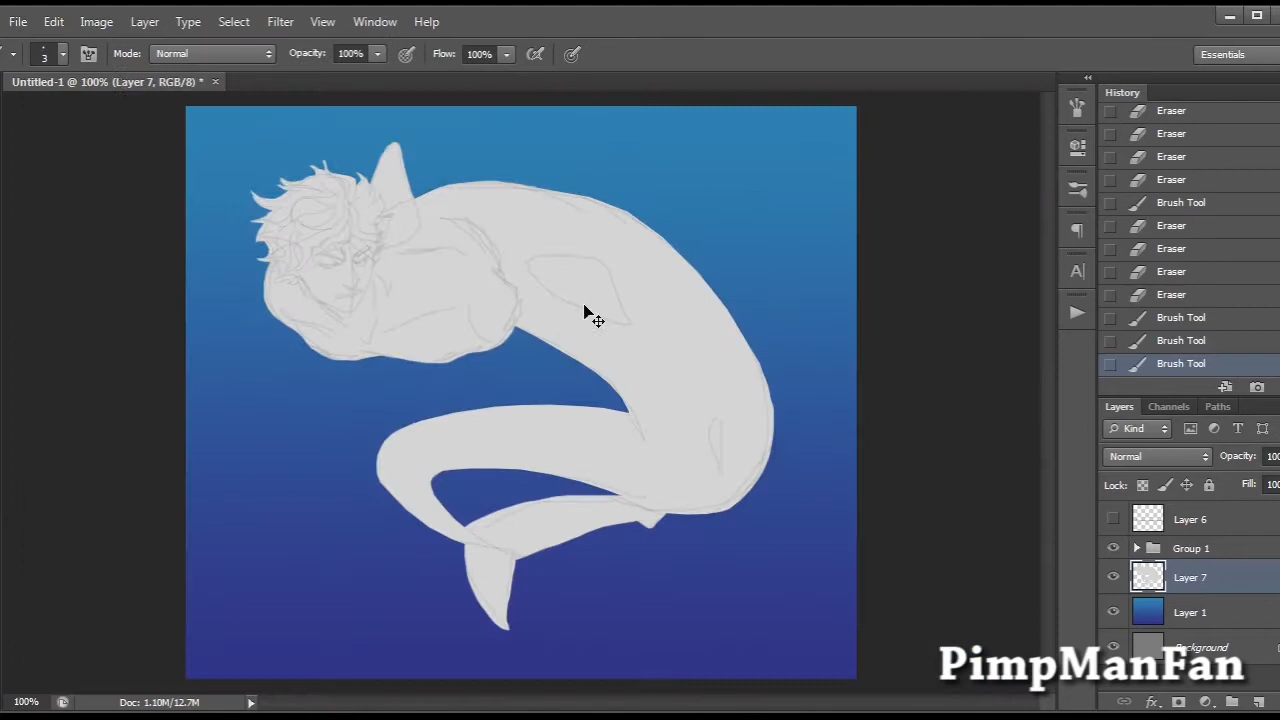 File Edit Image Layer Type Select Filter View Window Help
3 Mode: Normal Opacity: 100% Flow: 100% Essentials
Untitled-1 @ 100% (Layer 7, RGB/8) * ×
History
Eraser
Eraser
Eraser
Eraser
Brush Tool
Eraser
Eraser
Eraser
Eraser
Brush Tool
Brush Tool
Brush Tool
Layers Channels Paths
Kind
Normal Opacity: 100
Lock: Fill: 100
Layer 6
Group 1
Layer 7
Layer 1
Background
PimpManFan
100% Doc: 1.10M/12.7M